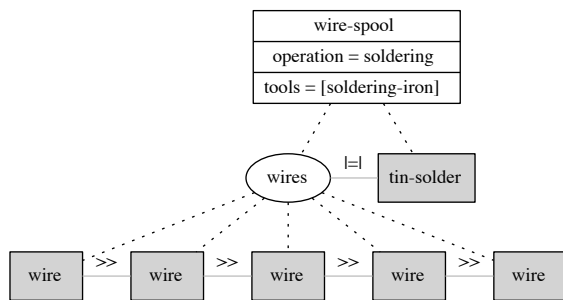 wire-spool
operation = soldering
tools = [soldering-iron]
wires |=| tin-solder
wire >> wire >> wire >> wire >> wire